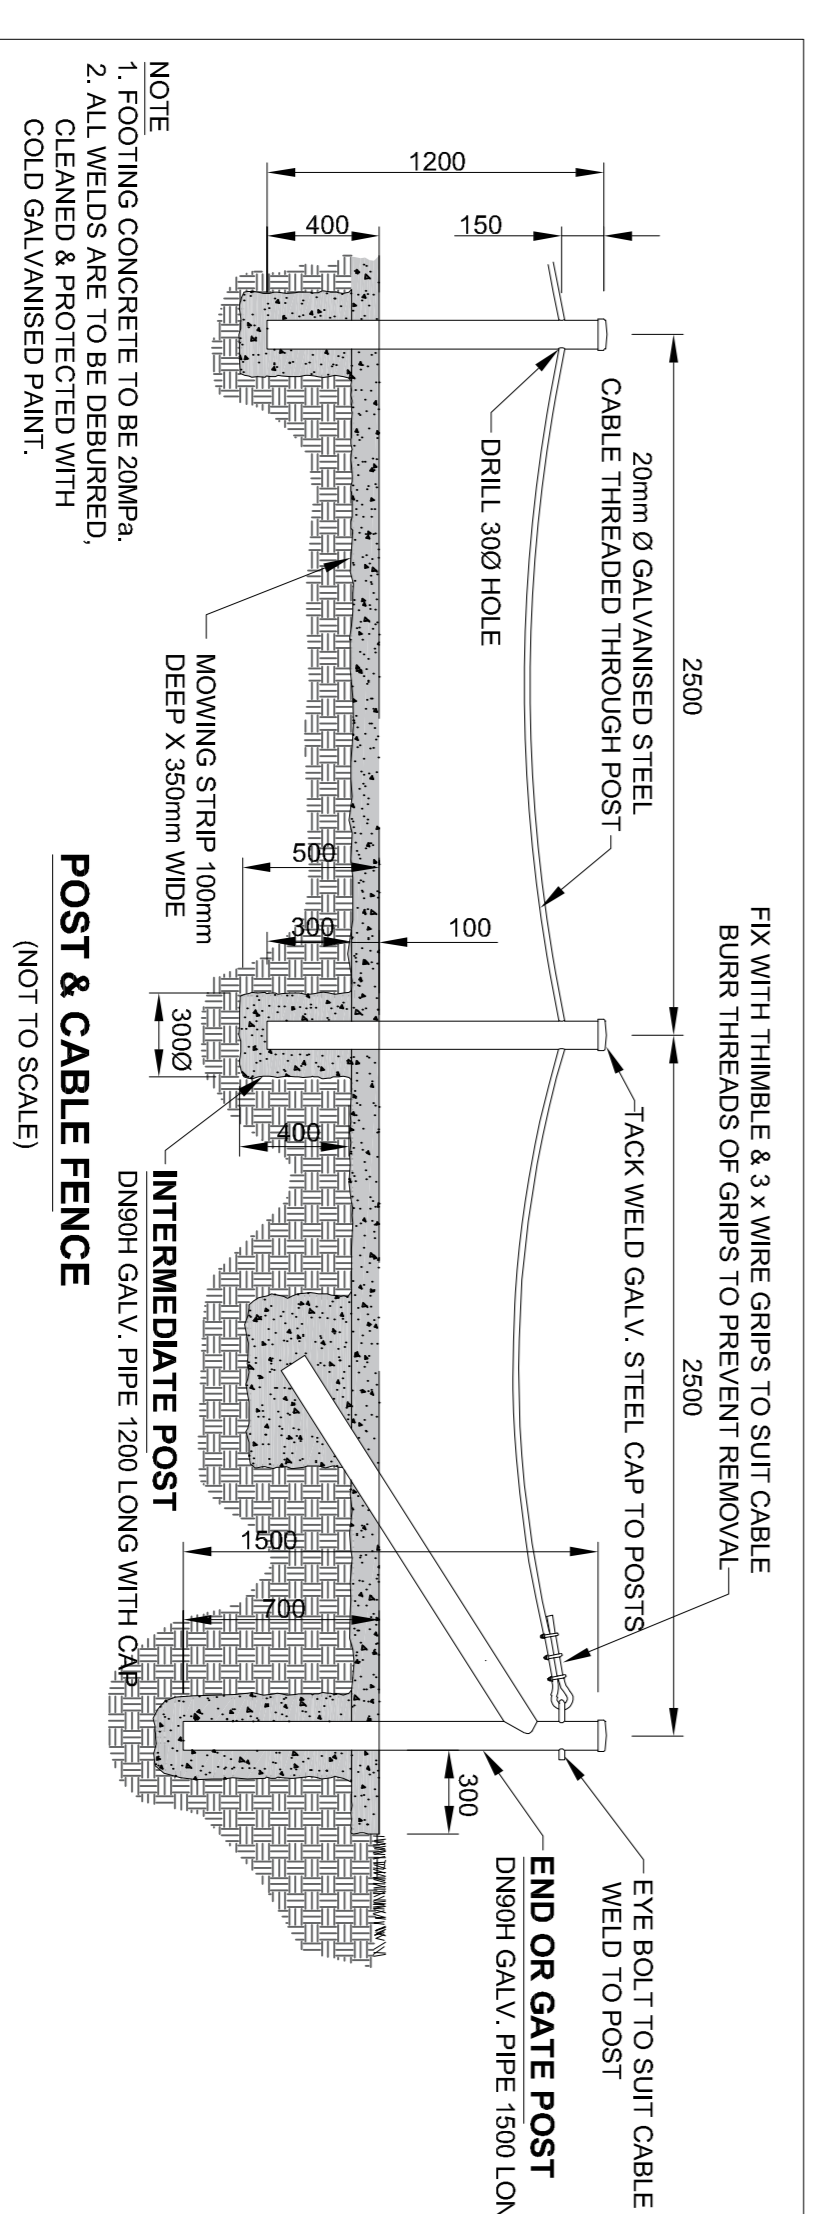 FIX WITH THIMBLE & 3 x WIRE GRIPS TO SUIT CABLE
BURR THREADS OF GRIPS TO PREVENT REMOVAL
2500
2500
20mm Ø GALVANISED STEEL
CABLE THREADED THROUGH POST
TACK WELD GALV. STEEL CAP TO POSTS
EYE BOLT TO SUIT CABLE
WELD TO POST
DRILL 30Ø HOLE
END OR GATE POST
DN90H GALV. PIPE 1500 LON
1200
400
150
100
300
500
300
300Ø
400
1500
700
MOWING STRIP 100mm
DEEP X 350mm WIDE
INTERMEDIATE POST
DN90H GALV. PIPE 1200 LONG WITH CAP
NOTE
1. FOOTING CONCRETE TO BE 20MPa.
2. ALL WELDS ARE TO BE DEBURRED,
CLEANED & PROTECTED WITH
COLD GALVANISED PAINT.
POST & CABLE FENCE
(NOT TO SCALE)